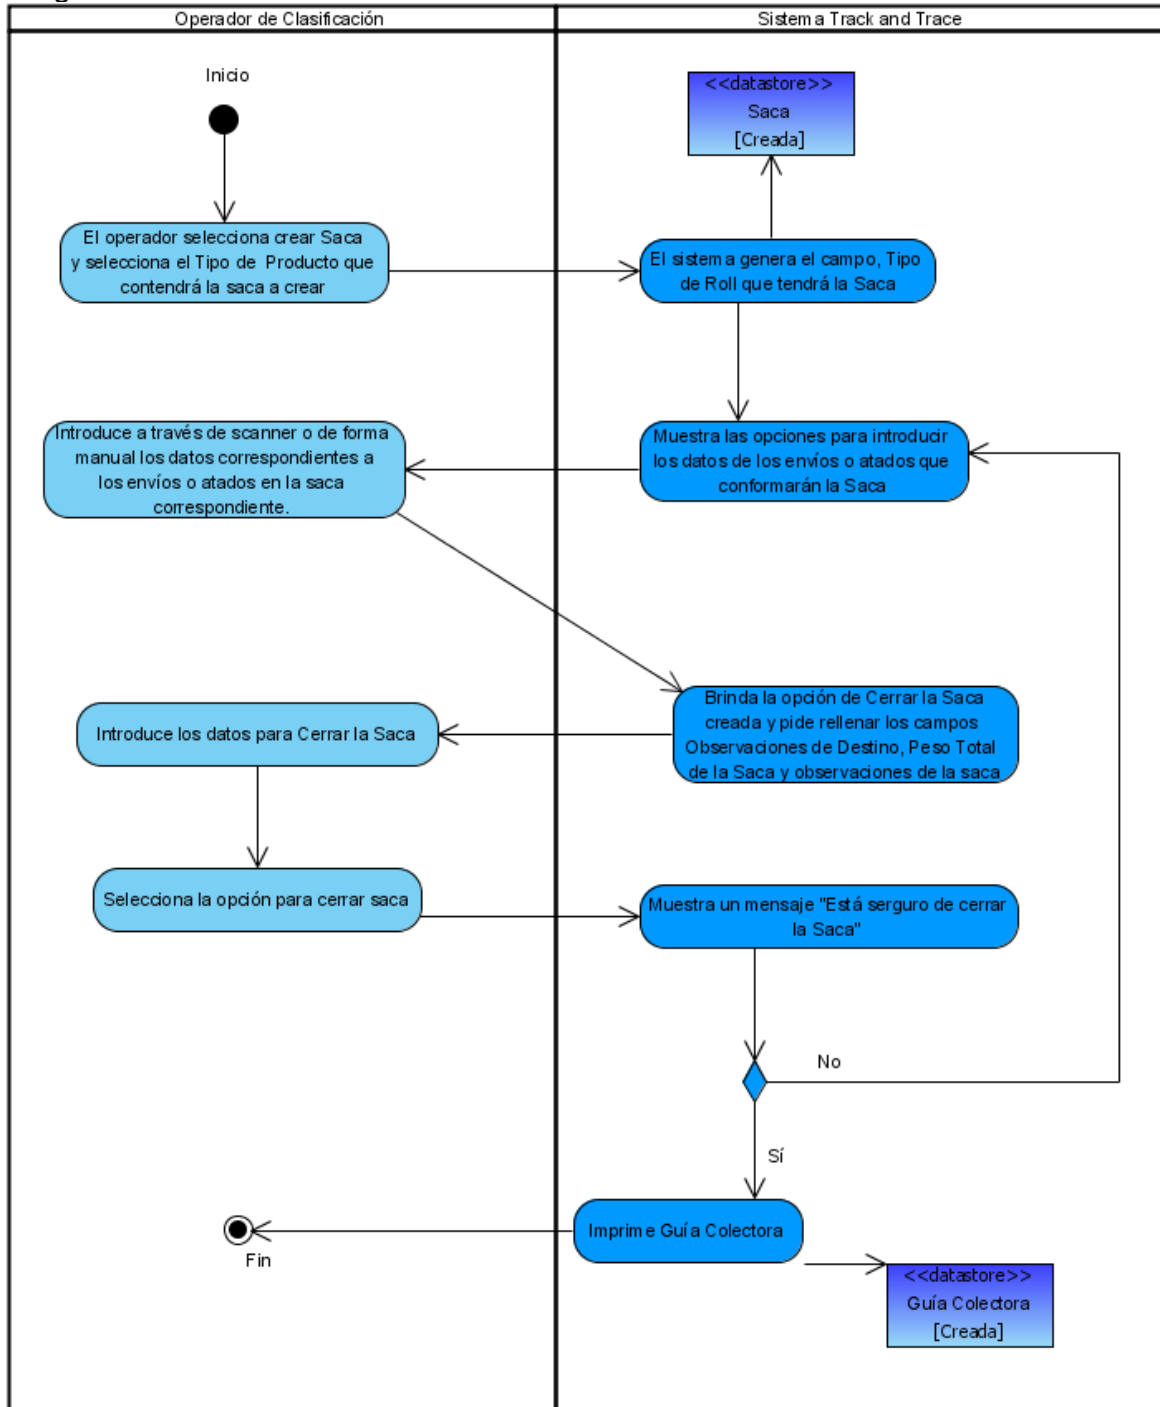 Operador de Clasificación
Sistema Track and Trace
Inicio
<<datastore>>
Saca
[Creada]
El operador selecciona crear Saca
y selecciona el Tipo de Producto que
contendrá la saca a crear
El sistema genera el campo, Tipo
de Roll que tendrá la Saca
Introduce a través de scanner o de forma
manual los datos correspondientes a
los envíos o atados en la saca
correspondiente.
Muestra las opciones para introducir
los datos de los envíos o atados que
conformarán la Saca
Brinda la opción de Cerrar la Saca
creada y pide rellenar los campos
Observaciones de Destino, Peso Total
de la Saca y observaciones de la saca
Introduce los datos para Cerrar la Saca
Selecciona la opción para cerrar saca
Muestra un mensaje "Está serguro de cerrar
la Saca"
No
Sí
Imprime Guía Colectora
Fin
<<datastore>>
Guía Colectora
[Creada]